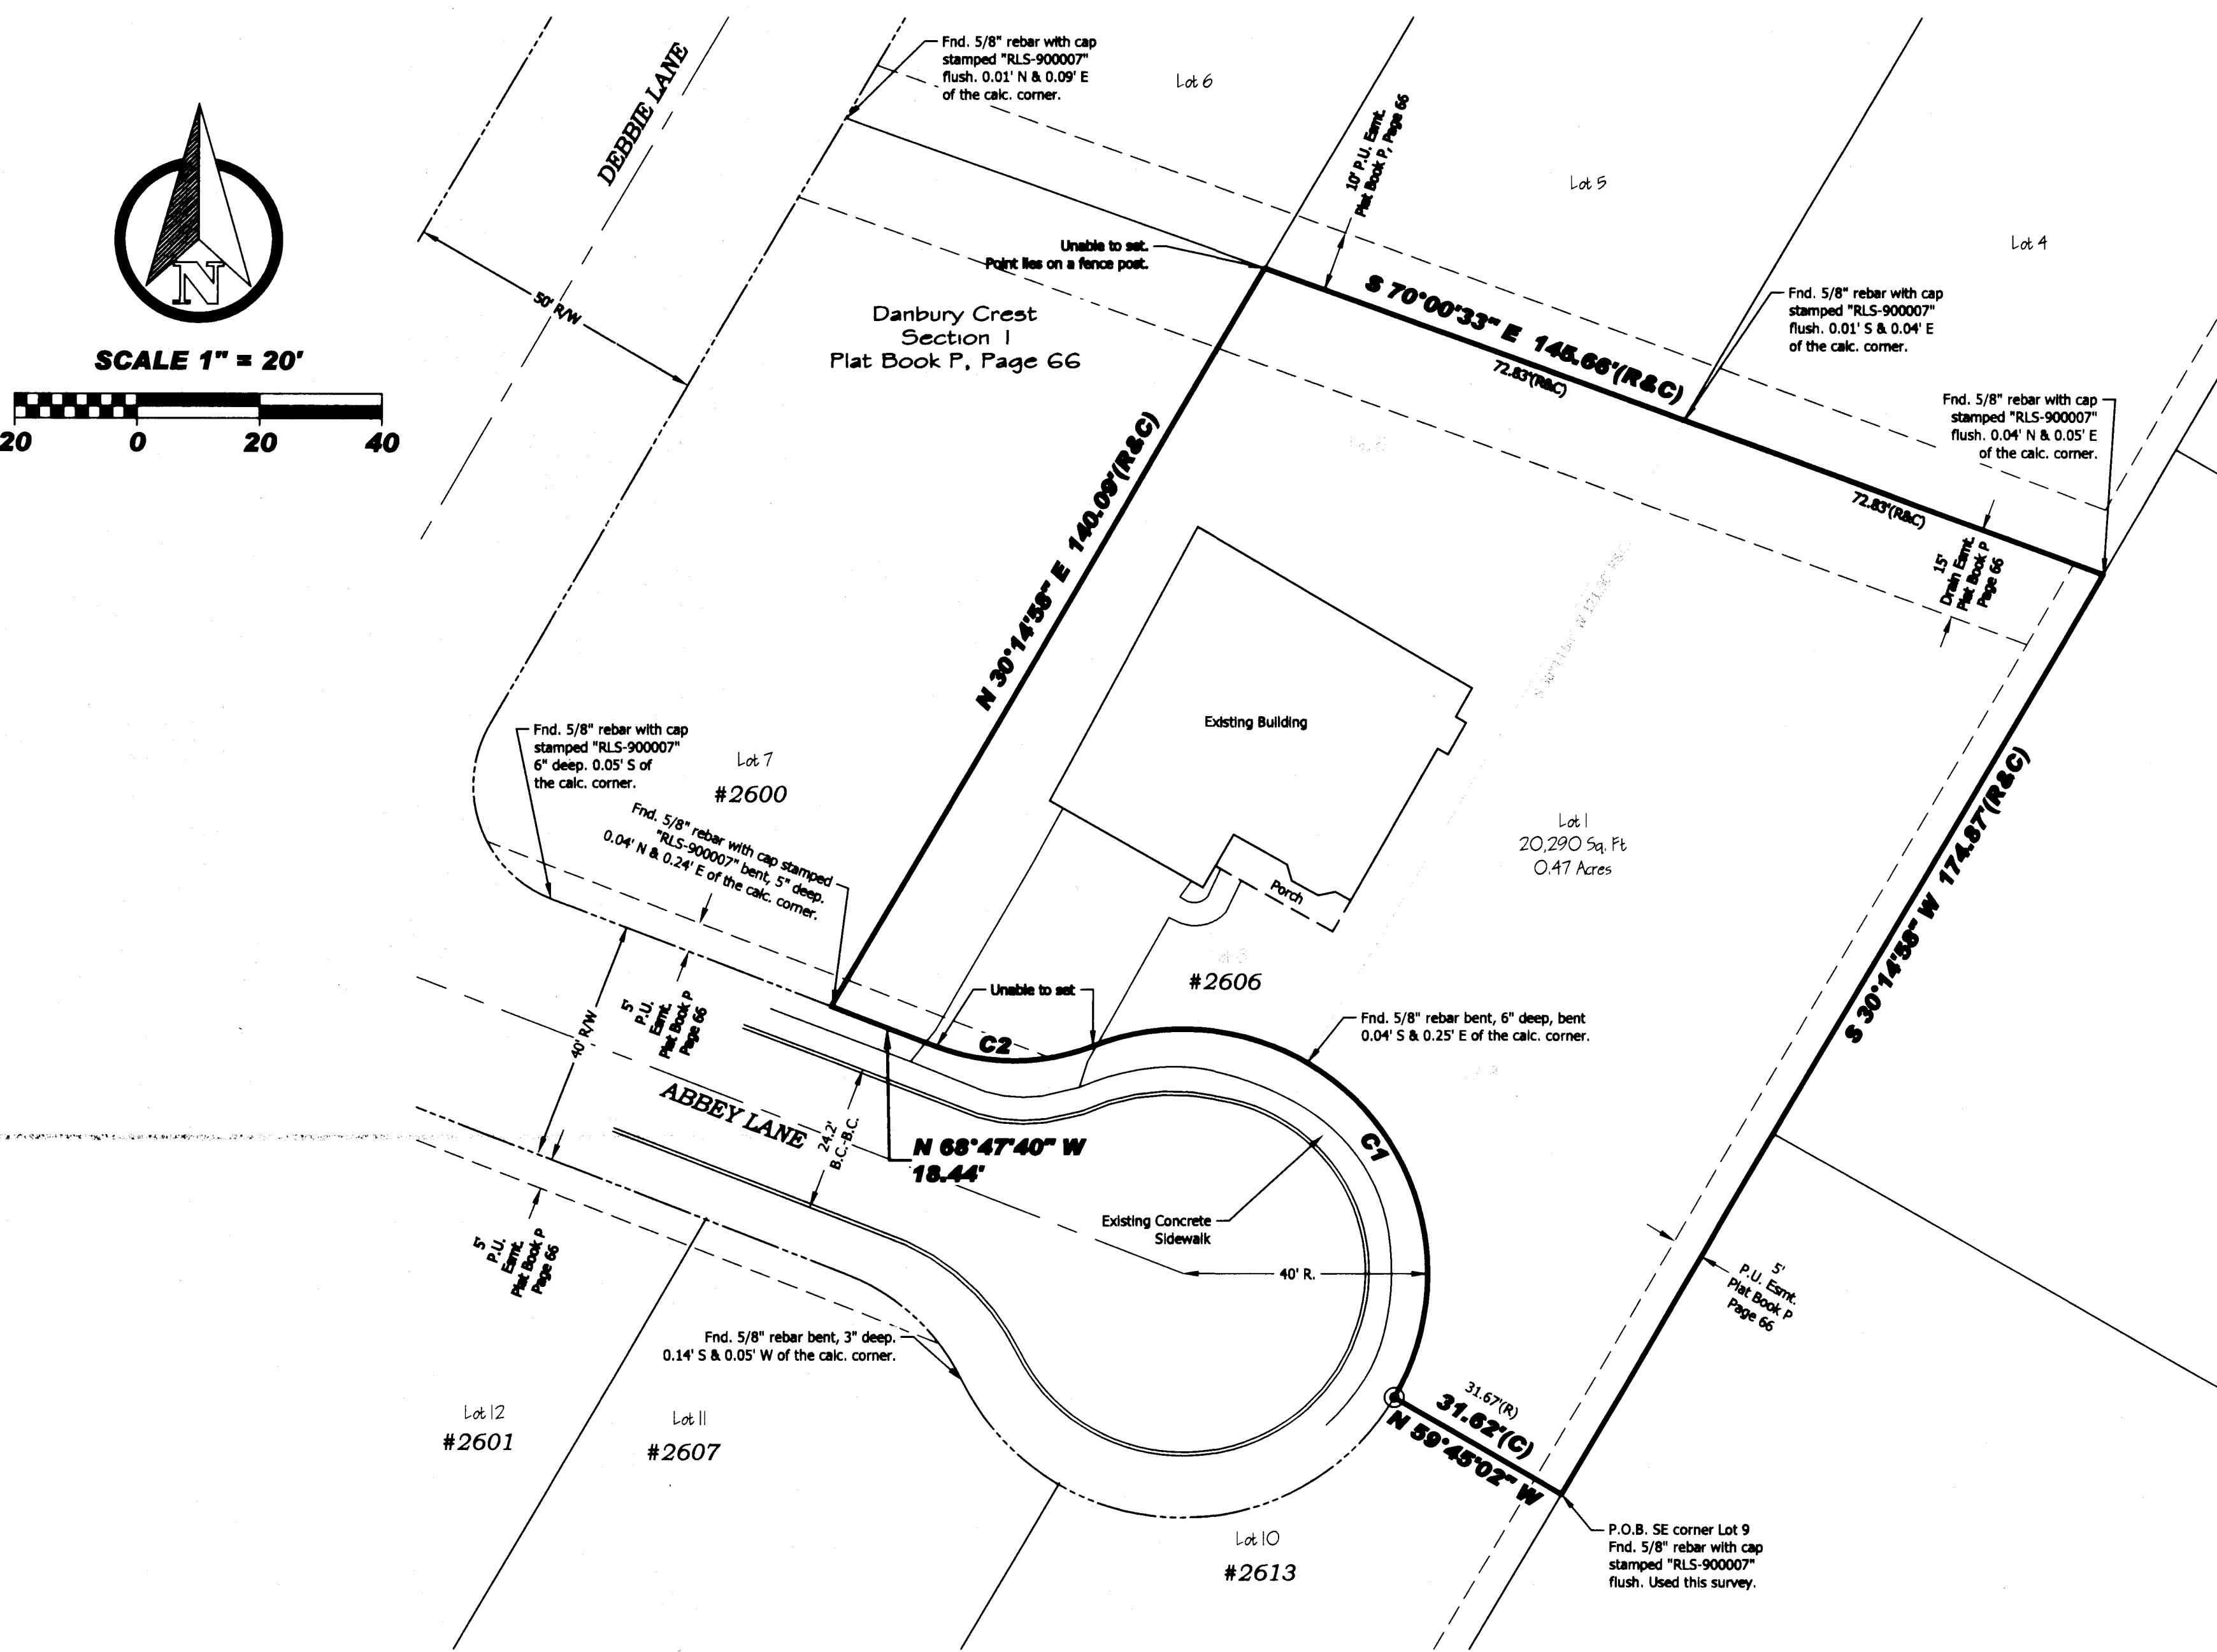 Fnd. 5/8" rebar with cap
stamped "RLS-900007"
flush. 0.01' N & 0.09' E
of the calc. corner.
Lot 6
DEBBIE LANE
10' P.U. Esmt.
Plat Book P, Page 66
Lot 5
Lot 4
N
SCALE 1" = 20'
20 0 20 40
50' R/W
Unable to set.
Point lies on a fence post.
Danbury Crest
Section 1
Plat Book P, Page 66
S 70°00'33" E 145.66'(R&C)
72.83'(R&C)
Fnd. 5/8" rebar with cap
stamped "RLS-900007"
flush. 0.01' S & 0.04' E
of the calc. corner.
Fnd. 5/8" rebar with cap
stamped "RLS-900007"
flush. 0.04' N & 0.05' E
of the calc. corner.
72.83'(R&C)
15'
Drain Esmt.
Plat Book P
Page 66
N 30°14'58" E 140.09'(R&C)
Existing Building
Fnd. 5/8" rebar with cap
stamped "RLS-900007"
6" deep. 0.05' S of
the calc. corner.
Lot 7
#2600
Fnd. 5/8" rebar with cap stamped
"RLS-900007" bent, 5" deep.
0.04' N & 0.24' E of the calc. corner.
Lot 1
20,290 Sq. Ft
0.47 Acres
S 30°14'58" W 174.87'(R&C)
Porch
#2606
Unable to set
C2
Fnd. 5/8" rebar bent, 6" deep, bent
0.04' S & 0.25' E of the calc. corner.
40' R/W
5'
P.U.
Esmt.
Plat Book P
Page 66
ABBEY LANE
24.2'
B.C.-B.C.
N 68°47'40" W
18.44'
C1
Existing Concrete
Sidewalk
40' R.
5'
P.U.
Esmt.
Plat Book P
Page 66
5'
P.U. Esmt.
Plat Book P
Page 66
Fnd. 5/8" rebar bent, 3" deep.
0.14' S & 0.05' W of the calc. corner.
31.67'(R)
31.62'(C)
N 59°45'02" W
Lot 12
#2601
Lot 11
#2607
Lot 10
#2613
P.O.B. SE corner Lot 9
Fnd. 5/8" rebar with cap
stamped "RLS-900007"
flush. Used this survey.